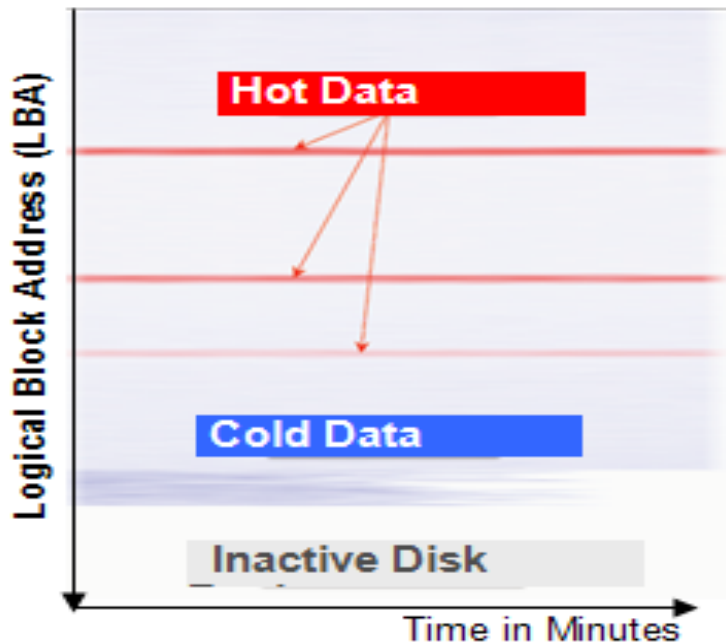 Logical Block Address (LBA)
Hot Data
Cold Data
Inactive Disk
Time in Minutes